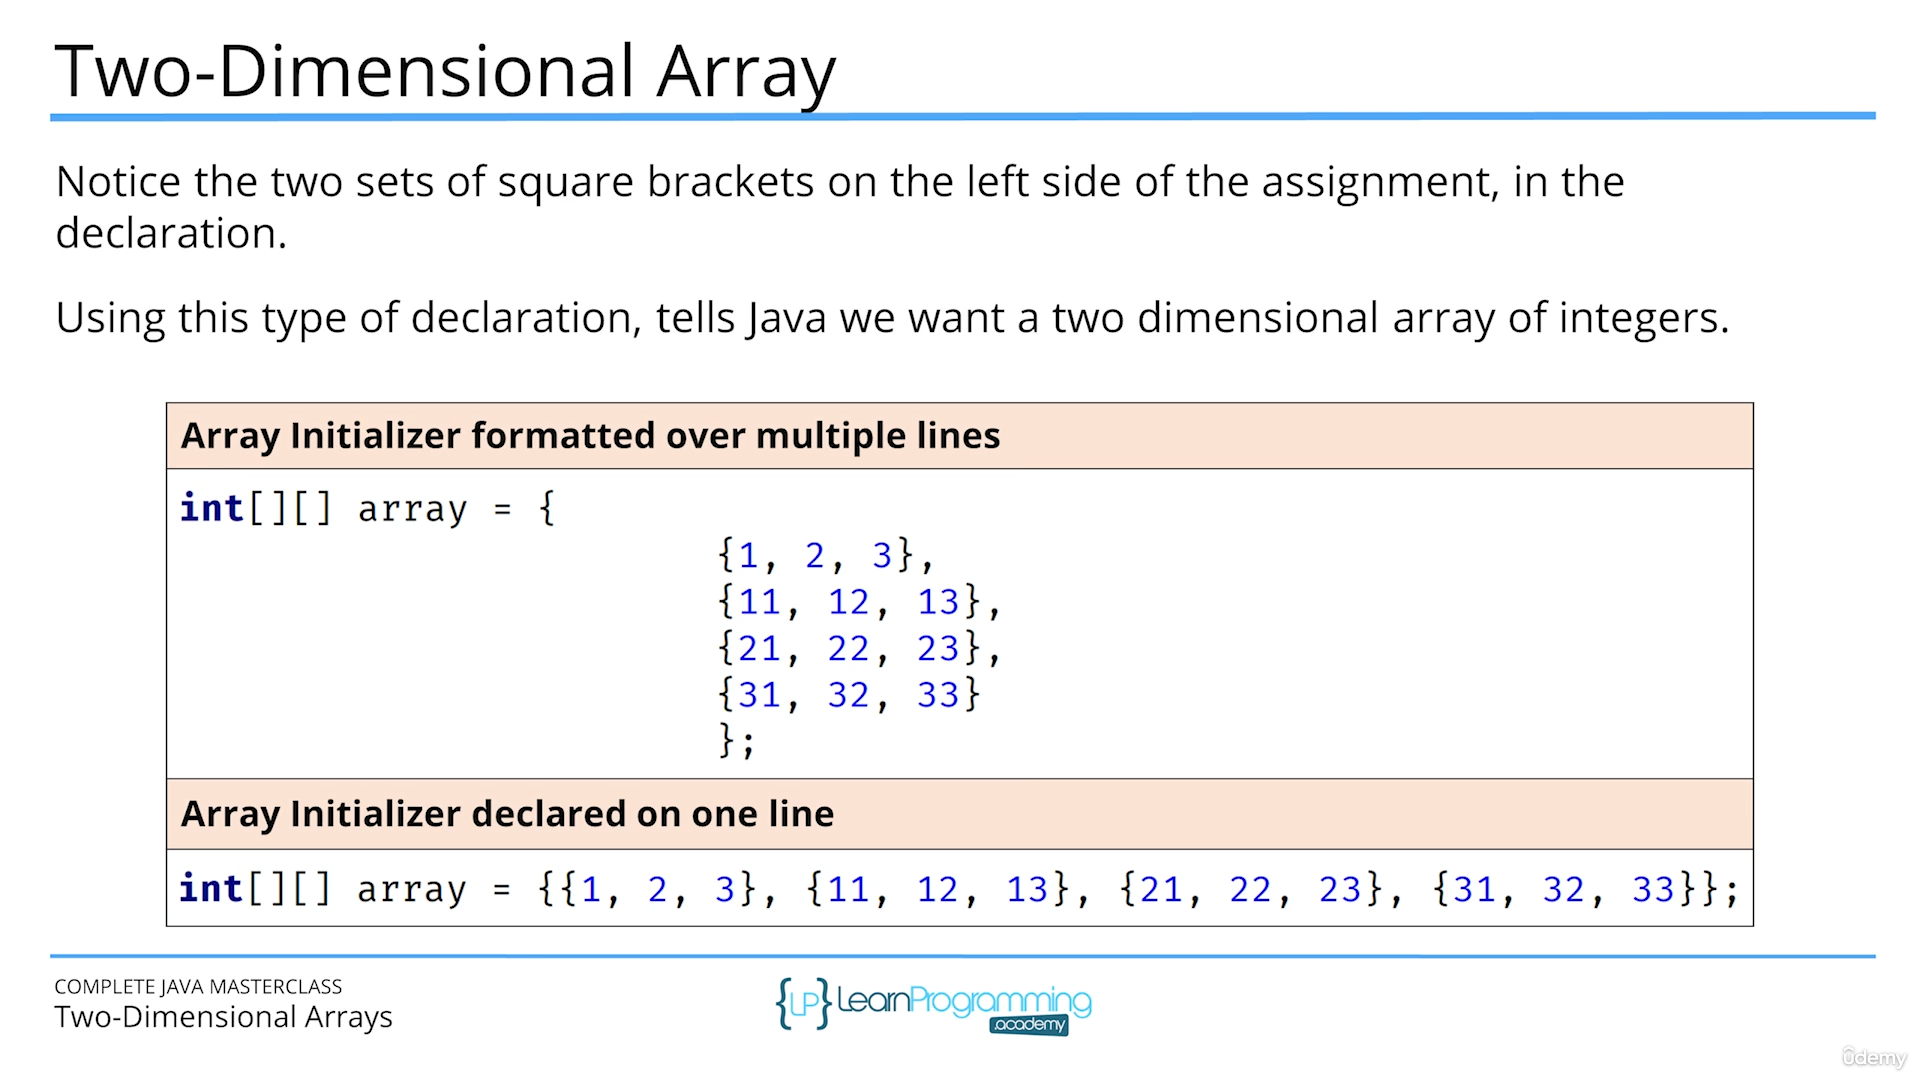 Two-Dimensional Array
Notice the two sets of square brackets on the left side of the assignment, in the
declaration.
Using this type of declaration, tells Java we want a two dimensional array of integers.
Array Initializer formatted over multiple lines
int[][] array = {
{1, 2, 3},
{11, 12, 13},
{21, 22, 23},
{31, 32, 33}
};
Array Initializer declared on one line
int[][] array = {{1, 2, 3}, {11, 12, 13}, {21, 22, 23}, {31, 32, 33}};
COMPLETE JAVA MASTERCLASS
Two-Dimensional Arrays
{LP} LearnProgramming
.academy
ûdemy